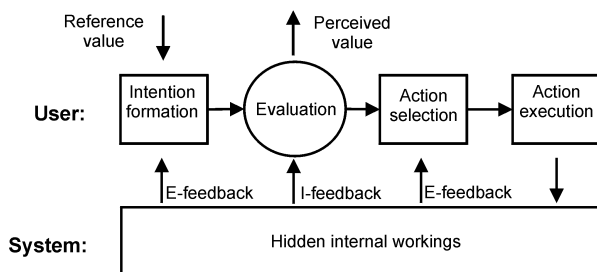 Reference
value
Perceived
value
User:
Intention
formation
Evaluation
Action
selection
Action
execution
E-feedback
I-feedback
E-feedback
System:
Hidden internal workings